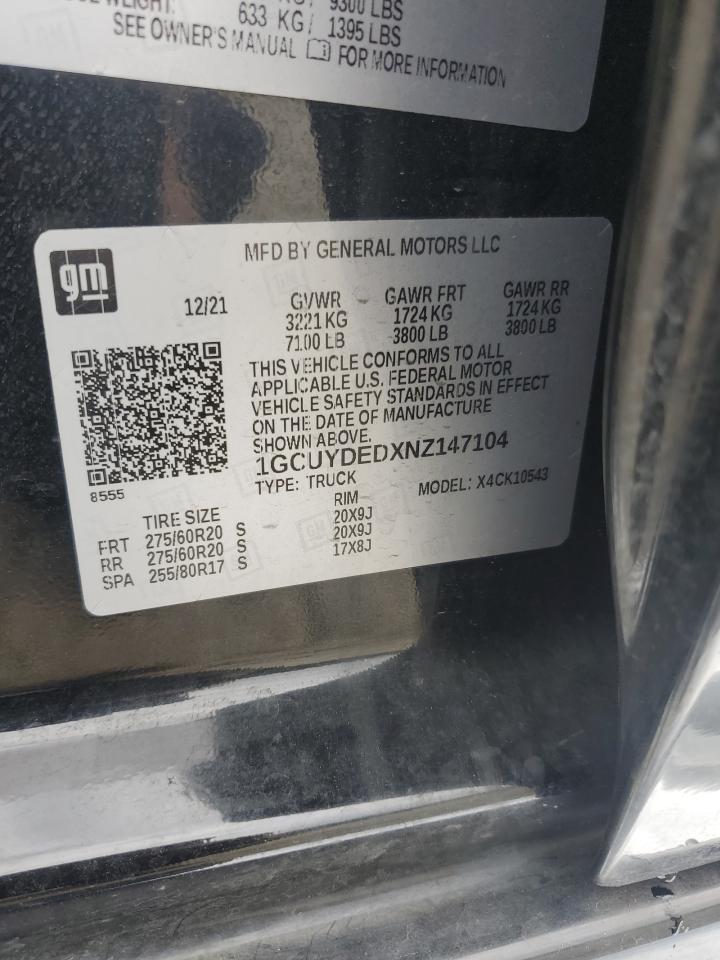 WEIGHT:
9300 LBS
633 KG/ 1395 LBS
SEE OWNER'S MANUAL FOR MORE INFORMATION
gm
MFD BY GENERAL MOTORS LLC
12/21
GVWR GAWR FRT GAWR RR
3221 KG 1724 KG 1724 KG
7100 LB 3800 LB 3800 LB
THIS VEHICLE CONFORMS TO ALL
APPLICABLE U.S. FEDERAL MOTOR
VEHICLE SAFETY STANDARDS IN EFFECT
ON THE DATE OF MANUFACTURE
SHOWN ABOVE.
1GCUYDEDXNZ147104
8555
TYPE: TRUCK MODEL: X4CK10543
TIRE SIZE RIM
FRT 275/60R20 S 20X9J
RR 275/60R20 S 20X9J
SPA 255/80R17 S 17X8J